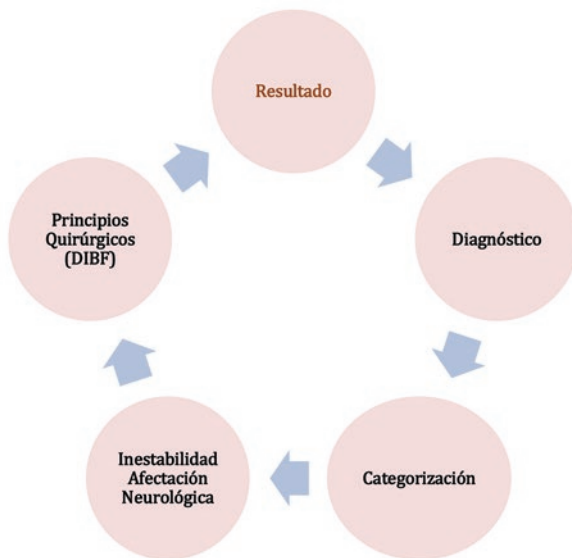 Resultado
Diagnóstico
Categorización
Inestabilidad
Afectación
Neurológica
Principios
Quirúrgicos
(DIBF)